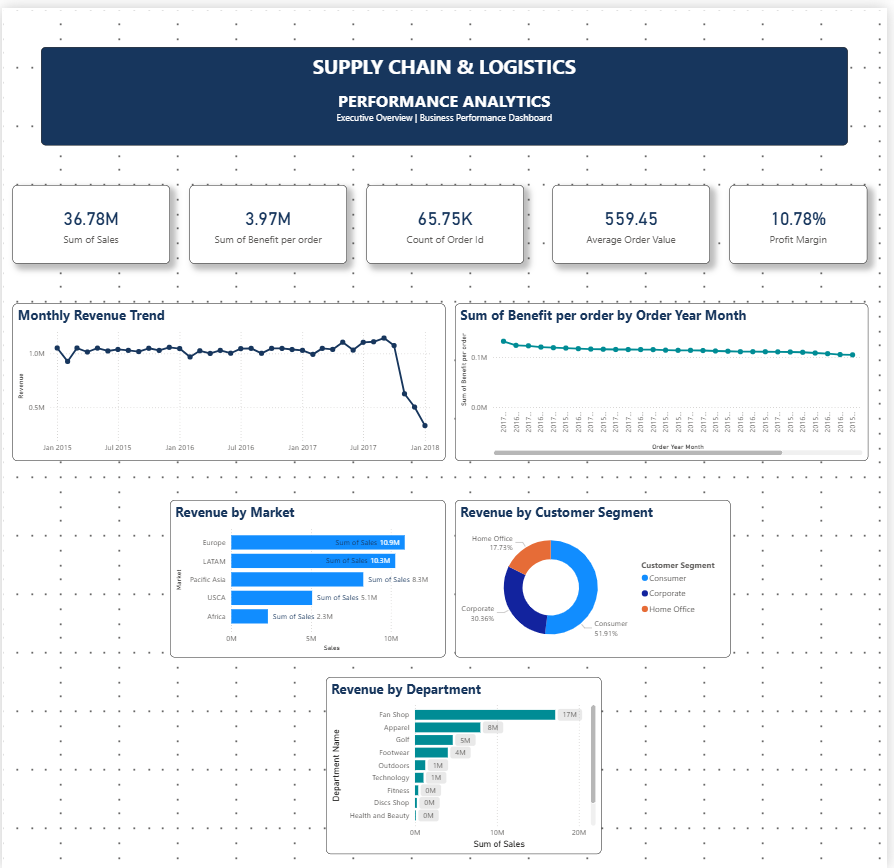 SUPPLY CHAIN & LOGISTICS
PERFORMANCE ANALYTICS
Executive Overview | Business Performance Dashboard
36.78M
Sum of Sales
3.97M
Sum of Benefit per order
65.75K
Count of Order Id
559.45
Average Order Value
10.78%
Profit Margin
Monthly Revenue Trend
Revenue
1.0M
0.5M
Jan 2015
Jul 2015
Jan 2016
Jul 2016
Jan 2017
Jul 2017
Jan 2018
Sum of Benefit per order by Order Year Month
Sum of Benefit per order
0.1M
0.0M
2017...
2017...
2016...
2016...
Order Year Month
Revenue by Market
Market
Europe
Sum of Sales 10.9M
LATAM
Sum of Sales 10.3M
Pacific Asia
Sum of Sales 8.3M
USCA
Sum of Sales 5.1M
Africa
Sum of Sales 2.3M
0M
5M
10M
Sales
Revenue by Customer Segment
Home Office
17.73%
Corporate
30.36%
Consumer
51.91%
Customer Segment
Consumer
Corporate
Home Office
Revenue by Department
Department Name
Fan Shop
17M
Apparel
8M
Golf
5M
Footwear
4M
Outdoors
1M
Technology
1M
Fitness
0M
Discs Shop
0M
Health and Beauty
0M
0M
10M
20M
Sum of Sales